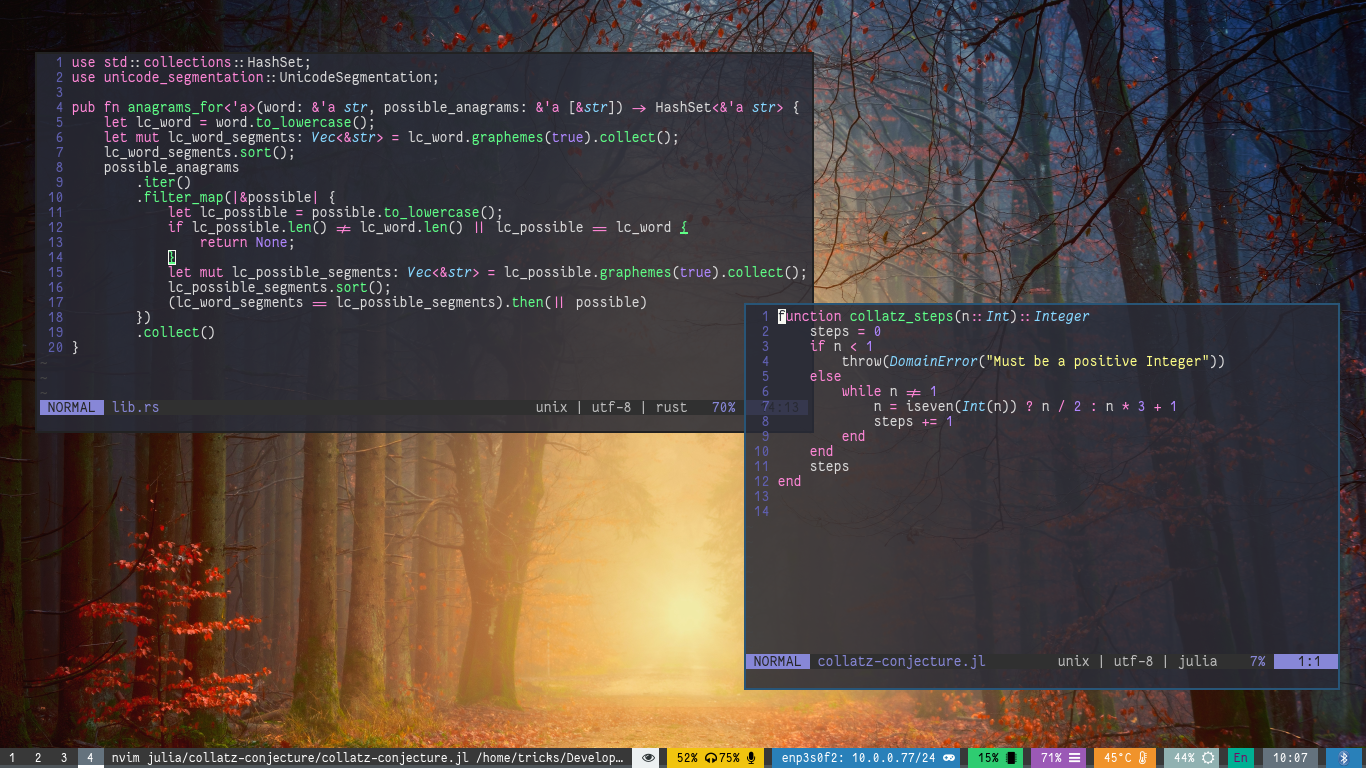 1 use std::collections::HashSet;
2 use unicode_segmentation::UnicodeSegmentation;
3
4 pub fn anagrams_for<'a>(word: &'a str, possible_anagrams: &'a [&str]) -> HashSet<&'a str> {
5     let lc_word = word.to_lowercase();
6     let mut lc_word_segments: Vec<&str> = lc_word.graphemes(true).collect();
7     lc_word_segments.sort();
8     possible_anagrams
9         .iter()
10         .filter_map(|&possible| {
11             let lc_possible = possible.to_lowercase();
12             if lc_possible.len() != lc_word.len() || lc_possible == lc_word {
13                 return None;
14             }
15             let mut lc_possible_segments: Vec<&str> = lc_possible.graphemes(true).collect();
16             lc_possible_segments.sort();
17             (lc_word_segments == lc_possible_segments).then(|| possible)
18         })
19         .collect()
20 }
~
~
~
NORMAL lib.rs unix | utf-8 | rust 70%
1 function collatz_steps(n::Int)::Integer
2     steps = 0
3     if n < 1
4         throw(DomainError("Must be a positive Integer"))
5     else
6         while n != 1
7             n = iseven(Int(n)) ? n / 2 : n * 3 + 1
8             steps += 1
9         end
10     end
11     steps
12 end
13
14
NORMAL collatz-conjecture.jl unix | utf-8 | julia 7% 1:1
1 2 3 4 nvim julia/collatz-conjecture/collatz-conjecture.jl /home/tricks/Develop… 52% 75% enp3s0f2: 10.0.0.77/24 15% 71% 45°C 44% En 10:07